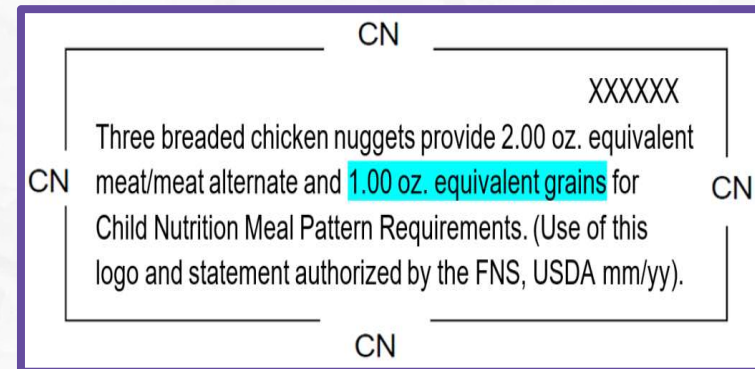 CN
XXXXXX
Three breaded chicken nuggets provide 2.00 oz. equivalent
CN meat/meat alternate and 1.00 oz. equivalent grains for CN
Child Nutrition Meal Pattern Requirements. (Use of this
logo and statement authorized by the FNS, USDA mm/yy).
CN